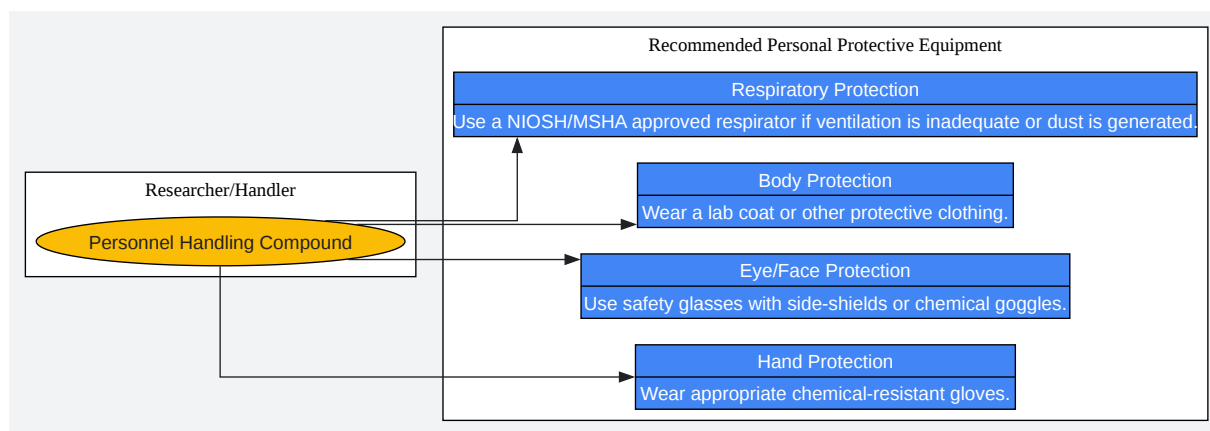 Recommended Personal Protective Equipment
Respiratory Protection
Use a NIOSH/MSHA approved respirator if ventilation is inadequate or dust is generated.
Researcher/Handler
Personnel Handling Compound
Body Protection
Wear a lab coat or other protective clothing.
Eye/Face Protection
Use safety glasses with side-shields or chemical goggles.
Hand Protection
Wear appropriate chemical-resistant gloves.